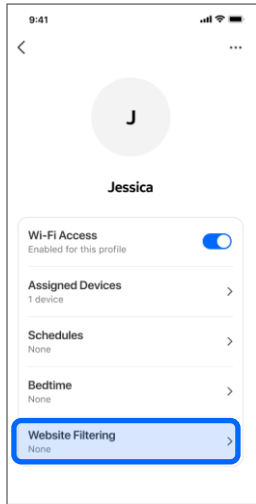 9:41
J
Jessica
Wi-Fi Access
Enabled for this profile
Assigned Devices
1 device
Schedules
None
Bedtime
None
Website Filtering
None